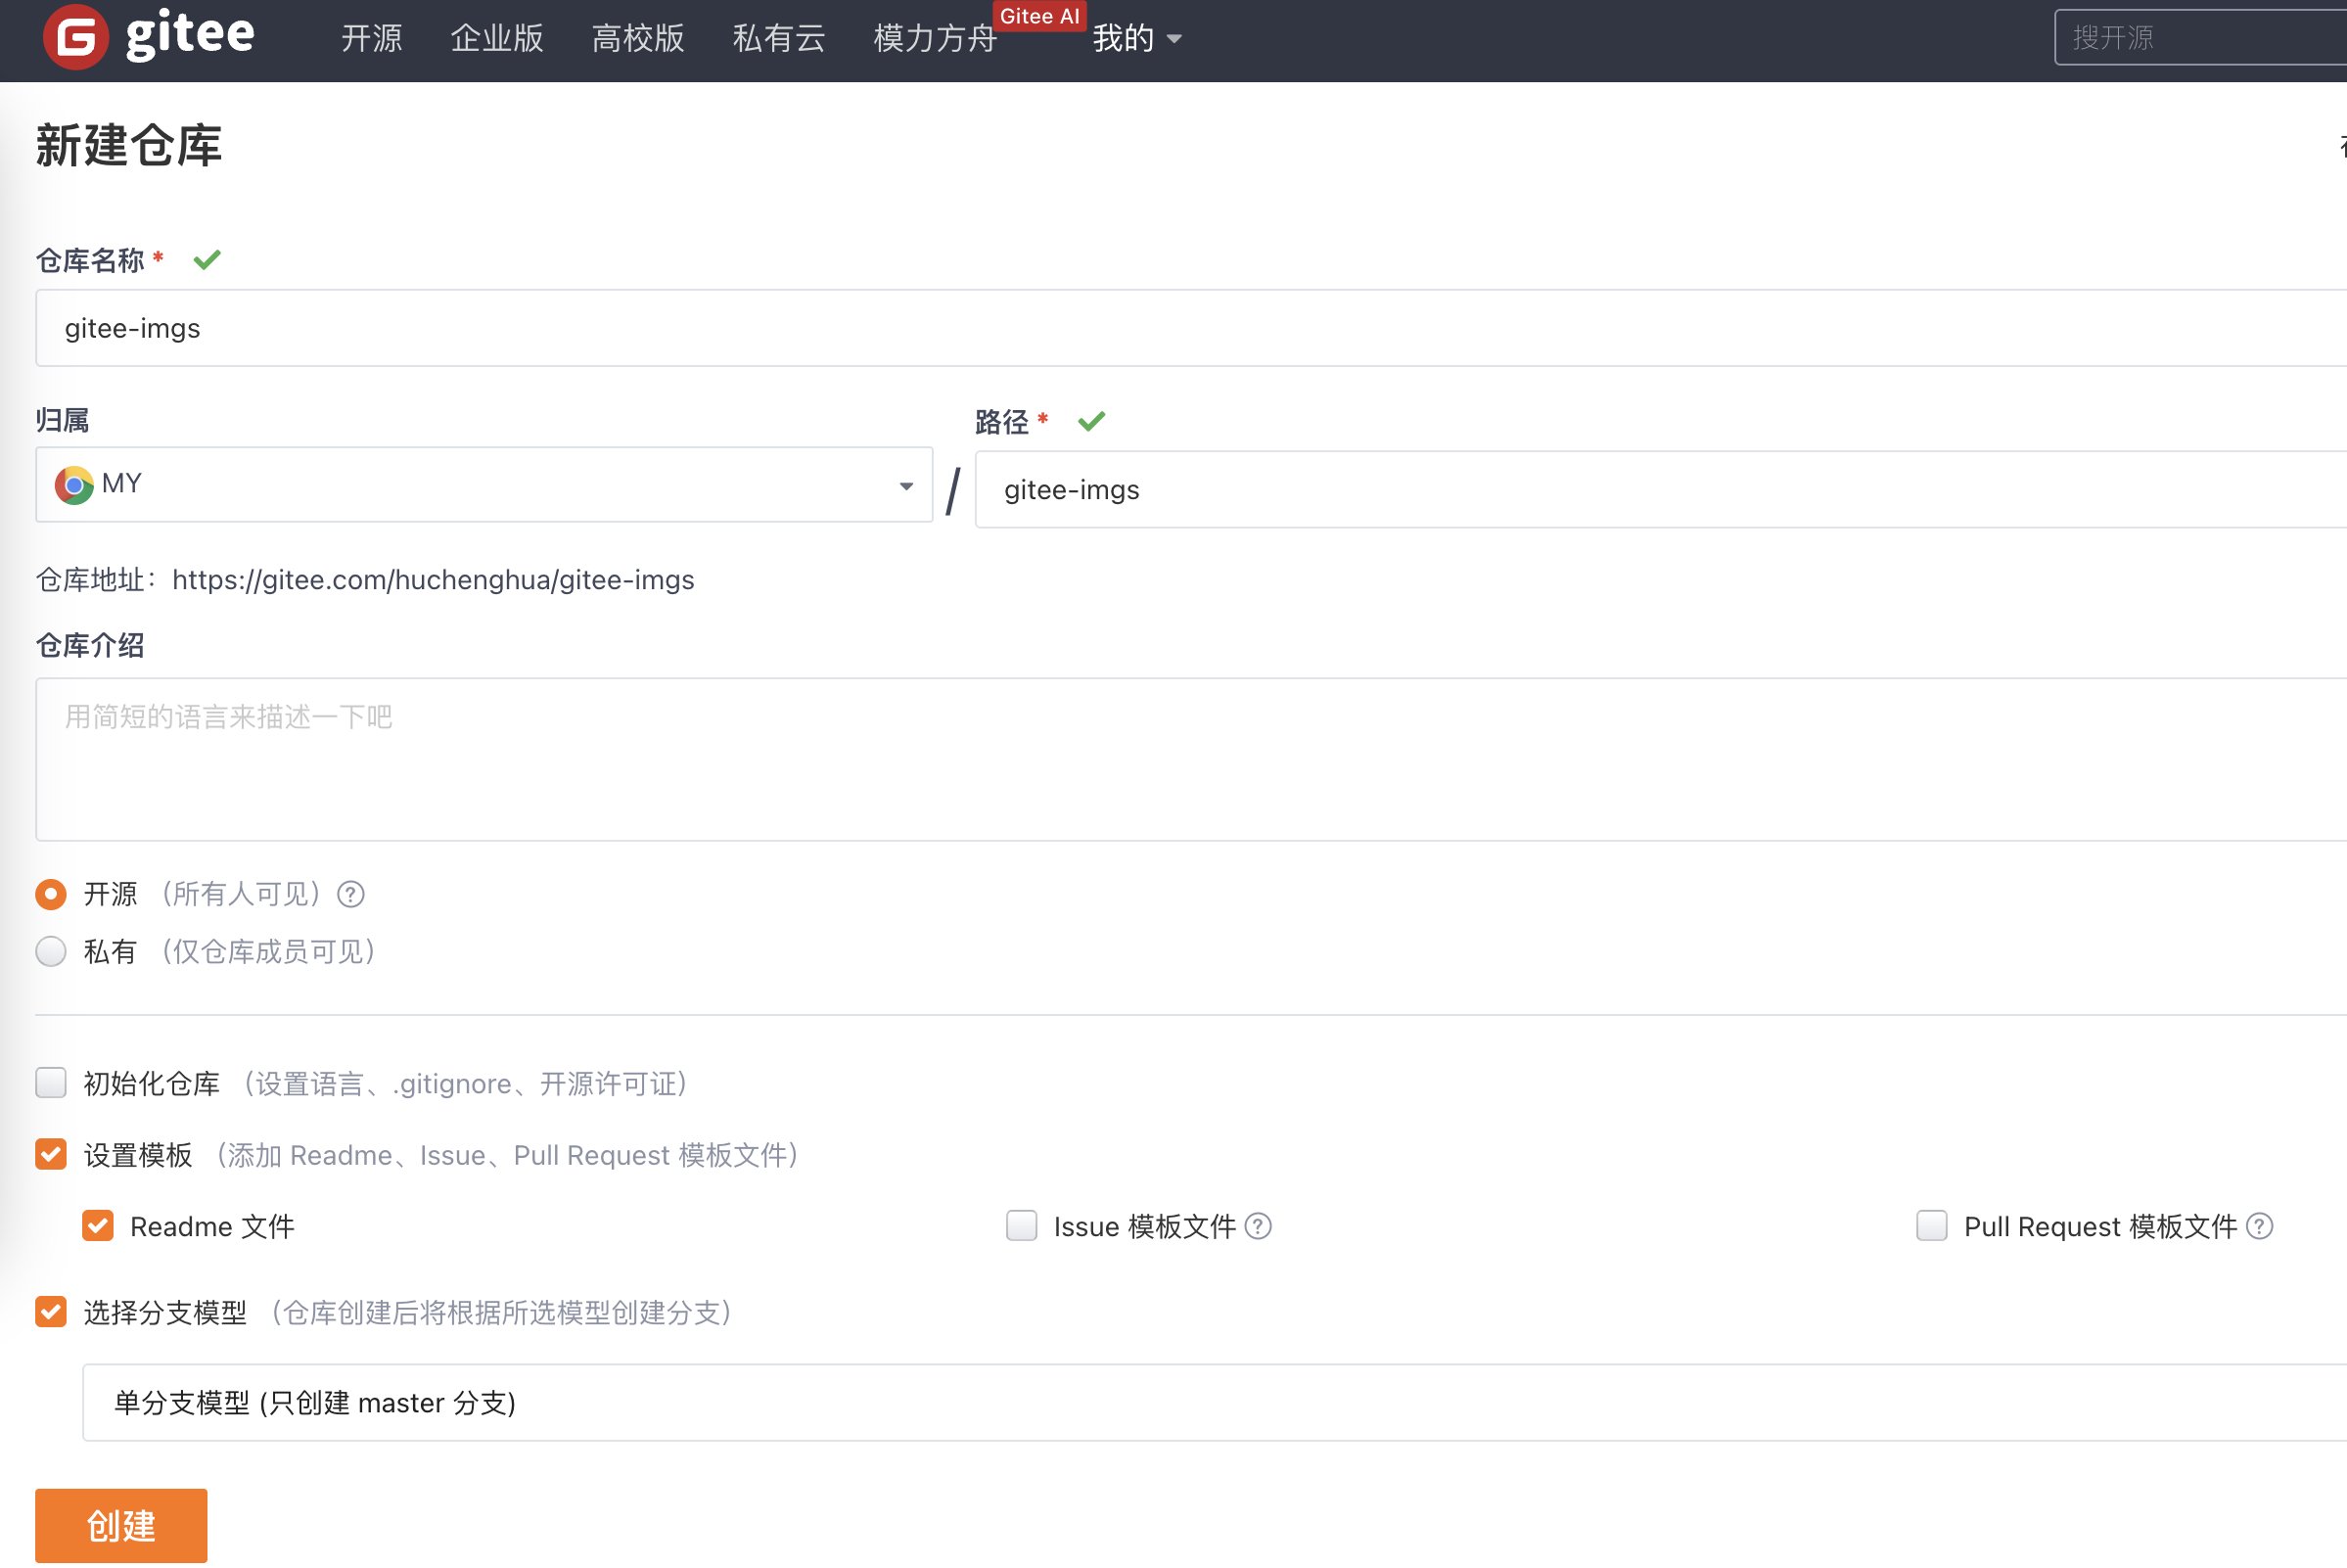 gitee 开源 企业版 高校版 私有云 模力方舟 Gitee AI 我的 搜开源
新建仓库
仓库名称 *
gitee-imgs
归属
路径 *
MY / gitee-imgs
仓库地址：https://gitee.com/huchenghua/gitee-imgs
仓库介绍
用简短的语言来描述一下吧
开源 （所有人可见） ?
私有 （仅仓库成员可见）
初始化仓库 （设置语言、.gitignore、开源许可证）
设置模板 （添加 Readme、Issue、Pull Request 模板文件）
Readme 文件 Issue 模板文件 ? Pull Request 模板文件 ?
选择分支模型 （仓库创建后将根据所选模型创建分支）
单分支模型 (只创建 master 分支)
创建